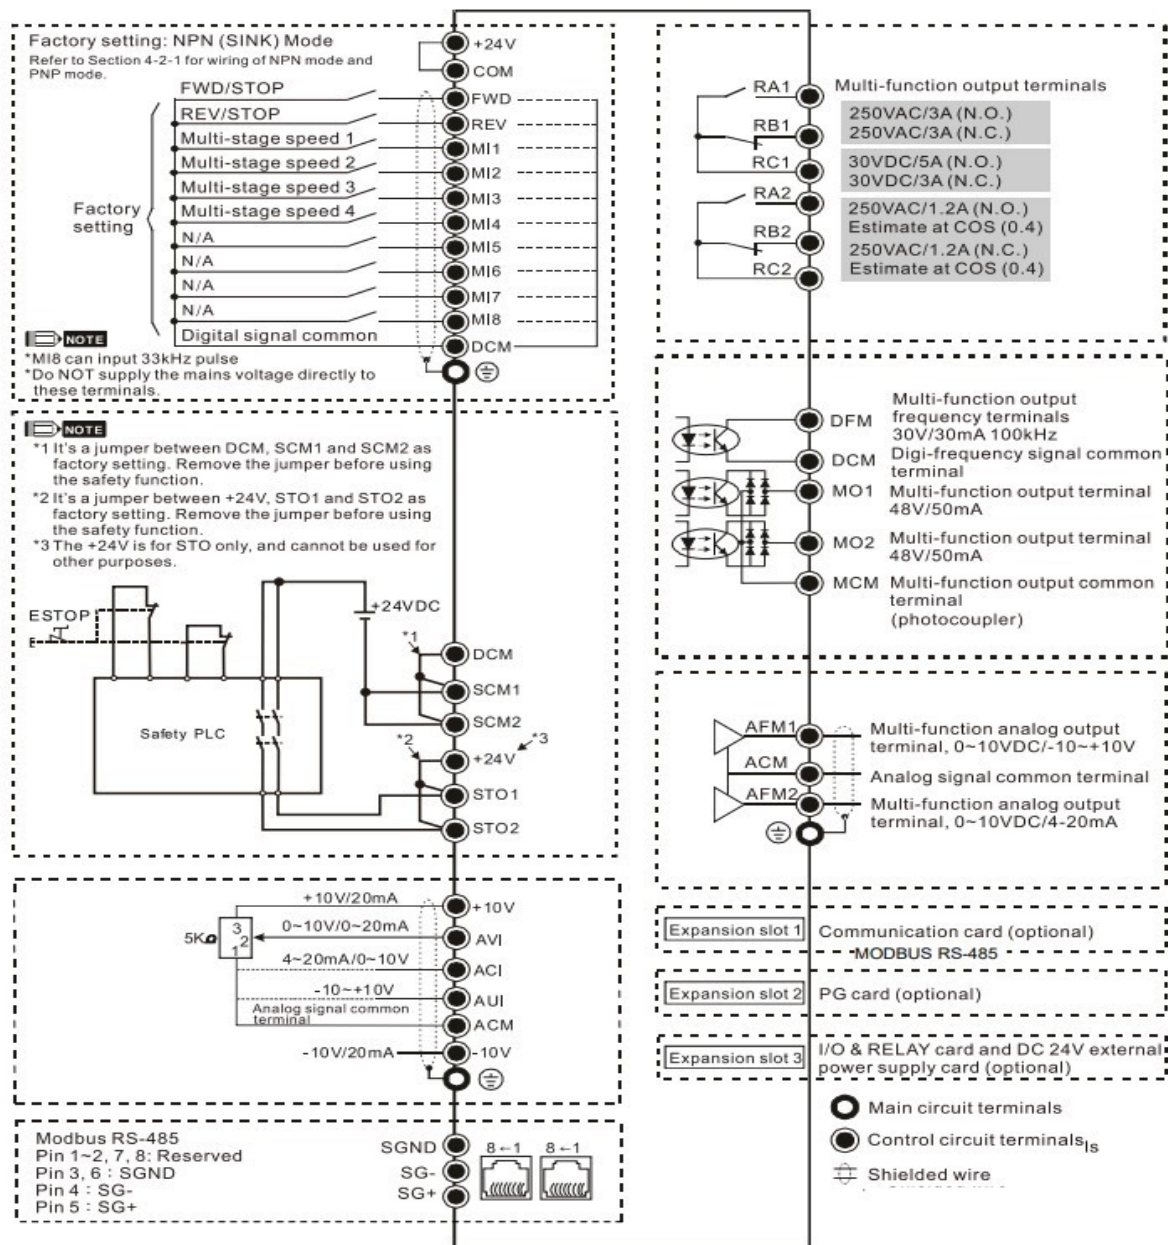 Factory setting: NPN (SINK) Mode
Refer to Section 4-2-1 for wiring of NPN mode and
PNP mode.
+24V
COM
FWD/STOP
FWD
REV/STOP
REV
Multi-stage speed 1
MI1
Multi-stage speed 2
MI2
Multi-stage speed 3
MI3
Multi-stage speed 4
MI4
Factory
setting
N/A
MI5
N/A
MI6
N/A
MI7
N/A
MI8
Digital signal common
DCM
NOTE
*MI8 can input 33kHz pulse
*Do NOT supply the mains voltage directly to
these terminals.
NOTE
*1 It's a jumper between DCM, SCM1 and SCM2 as
factory setting. Remove the jumper before using
the safety function.
*2 It's a jumper between +24V, STO1 and STO2 as
factory setting. Remove the jumper before using
the safety function.
*3 The +24V is for STO only, and cannot be used for
other purposes.
ESTOP
+24VDC
Safety PLC
*1
DCM
SCM1
SCM2
*2
+24V
*3
STO1
STO2
+10V/20mA
+10V
5KΩ
3
2
1
0~10V/0~20mA
AVI
4~20mA/0~10V
ACI
-10~+10V
AUI
Analog signal common
terminal
ACM
-10V/20mA
-10V
Modbus RS-485
Pin 1~2, 7, 8: Reserved
Pin 3, 6 : SGND
Pin 4 : SG-
Pin 5 : SG+
SGND
SG-
SG+
8←1
8←1
RA1
Multi-function output terminals
RB1
250VAC/3A (N.O.)
250VAC/3A (N.C.)
RC1
30VDC/5A (N.O.)
30VDC/3A (N.C.)
RA2
250VAC/1.2A (N.O.)
Estimate at COS (0.4)
RB2
250VAC/1.2A (N.C.)
Estimate at COS (0.4)
RC2
DFM
Multi-function output
frequency terminals
30V/30mA 100kHz
DCM
Digi-frequency signal common
terminal
MO1
Multi-function output terminal
48V/50mA
MO2
Multi-function output terminal
48V/50mA
MCM
Multi-function output common
terminal
(photocoupler)
AFM1
Multi-function analog output
terminal, 0~10VDC/-10~+10V
ACM
Analog signal common terminal
AFM2
Multi-function analog output
terminal, 0~10VDC/4-20mA
Expansion slot 1
Communication card (optional)
MODBUS RS-485
Expansion slot 2
PG card (optional)
Expansion slot 3
I/O & RELAY card and DC 24V external
power supply card (optional)
Main circuit terminals
Control circuit terminals
ls
Shielded wire